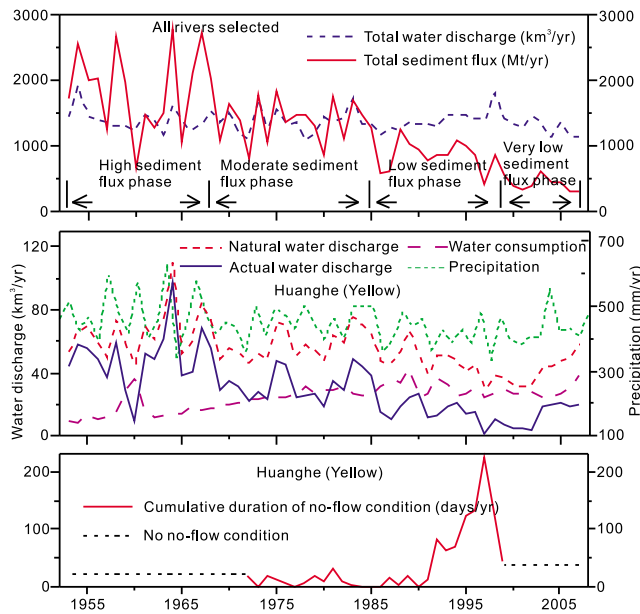 All rivers selected
Total water discharge (km³/yr)
Total sediment flux (Mt/yr)
3000
2000
1000
0
3000
2000
1000
0
High sediment
flux phase
Moderate sediment
flux phase
Low sediment
flux phase
Very low
sediment
flux phase
Natural water discharge
Water consumption
Actual water discharge
Precipitation
Huanghe (Yellow)
Water discharge (km³/yr)
120
80
40
0
700
500
300
100
Precipitation (mm/yr)
Huanghe (Yellow)
Cumulative duration of no-flow condition (days/yr)
No no-flow condition
200
100
0
200
100
0
1955
1965
1975
1985
1995
2005